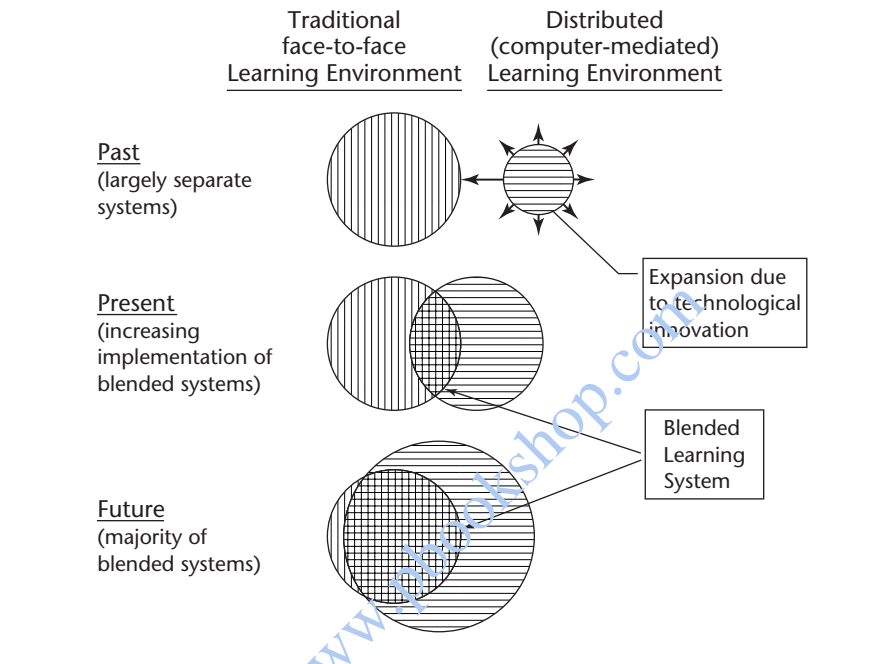 Traditional
face-to-face
Learning Environment
Distributed
(computer-mediated)
Learning Environment
Past
(largely separate
systems)
Expansion due
to technological
innovation
Present
(increasing
implementation of
blended systems)
Blended
Learning
System
Future
(majority of
blended systems)
www.pbookshop.com